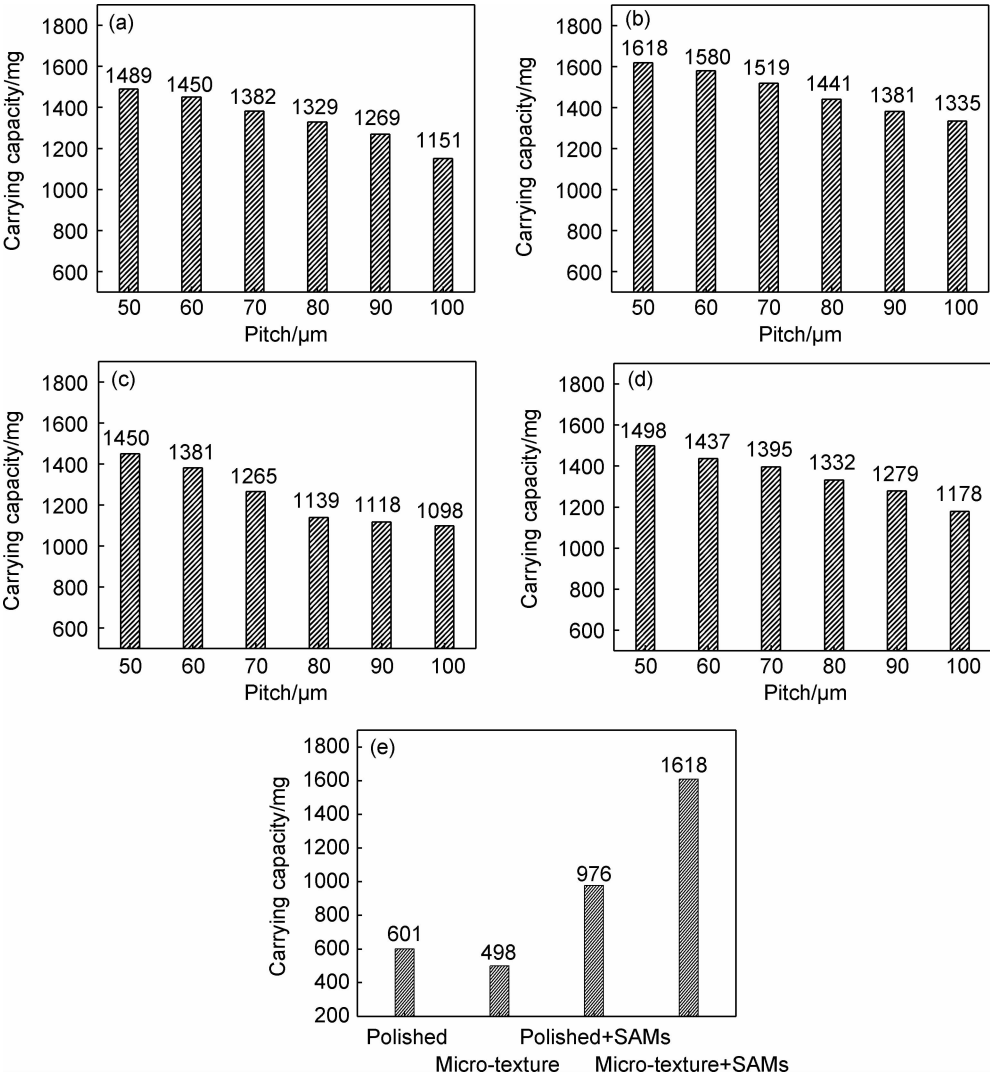 (a)
Carrying capacity/mg
1800
1600
1400
1200
1000
800
600
1489
1450
1382
1329
1269
1151
50 60 70 80 90 100
Pitch/µm
(b)
Carrying capacity/mg
1800
1600
1400
1200
1000
800
600
1618
1580
1519
1441
1381
1335
50 60 70 80 90 100
Pitch/µm
(c)
Carrying capacity/mg
1800
1600
1400
1200
1000
800
600
1450
1381
1265
1139
1118
1098
50 60 70 80 90 100
Pitch/µm
(d)
Carrying capacity/mg
1800
1600
1400
1200
1000
800
600
1498
1437
1395
1332
1279
1178
50 60 70 80 90 100
Pitch/µm
(e)
Carrying capacity/mg
1800
1600
1400
1200
1000
800
600
400
200
601
498
976
1618
Polished
Micro-texture
Polished+SAMs
Micro-texture+SAMs